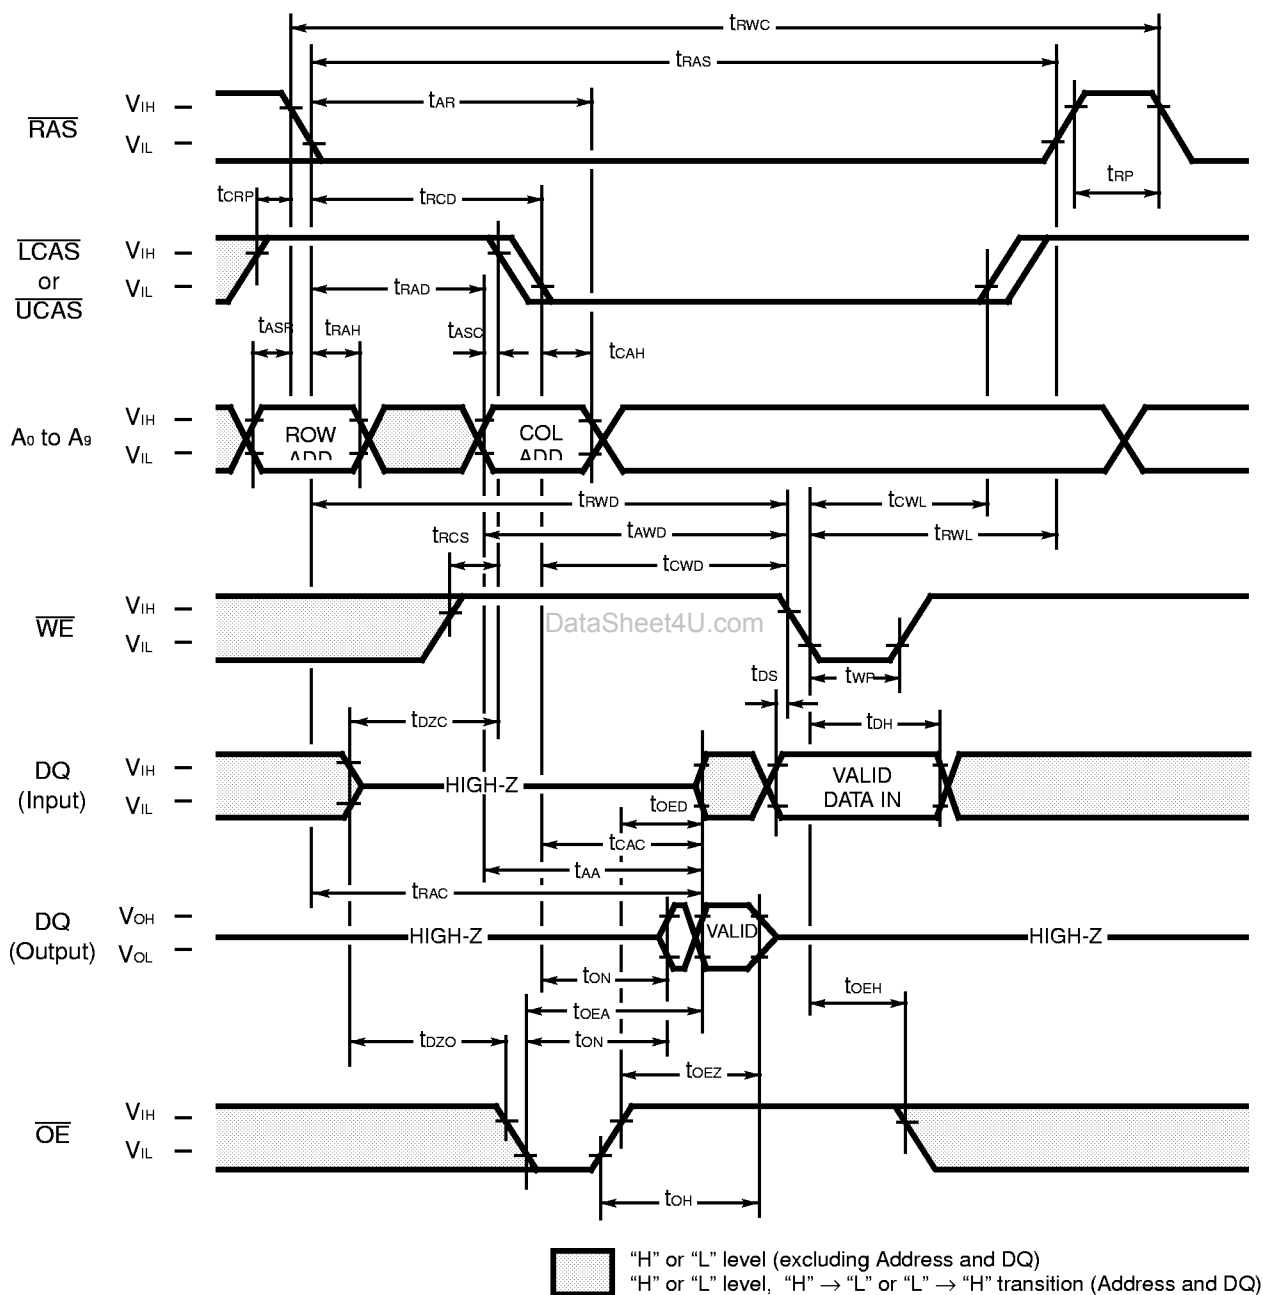 tRWC
tRAS
tAR
RAS
VIH
VIL
tRP
tCRP
tRCD
LCAS
or
UCAS
VIH
VIL
tRAD
tASR
tRAH
tASC
tCAH
A0 to A9
VIH
VIL
ROW
ADD
COL
ADD
tRWD
tCWL
tAWD
tRWL
tRCS
tCWD
WE
VIH
VIL
DataSheet4U.com
tDS
tWP
tDZC
tDH
DQ
(Input)
VIH
VIL
HIGH-Z
VALID
DATA IN
tOED
tCAC
tAA
tRAC
DQ
(Output)
VOH
VOL
HIGH-Z
VALID
HIGH-Z
tON
tOEH
tOEA
tDZO
tON
tOEZ
OE
VIH
VIL
tOH
“H” or “L” level (excluding Address and DQ)
“H” or “L” level, “H” → “L” or “L” → “H” transition (Address and DQ)